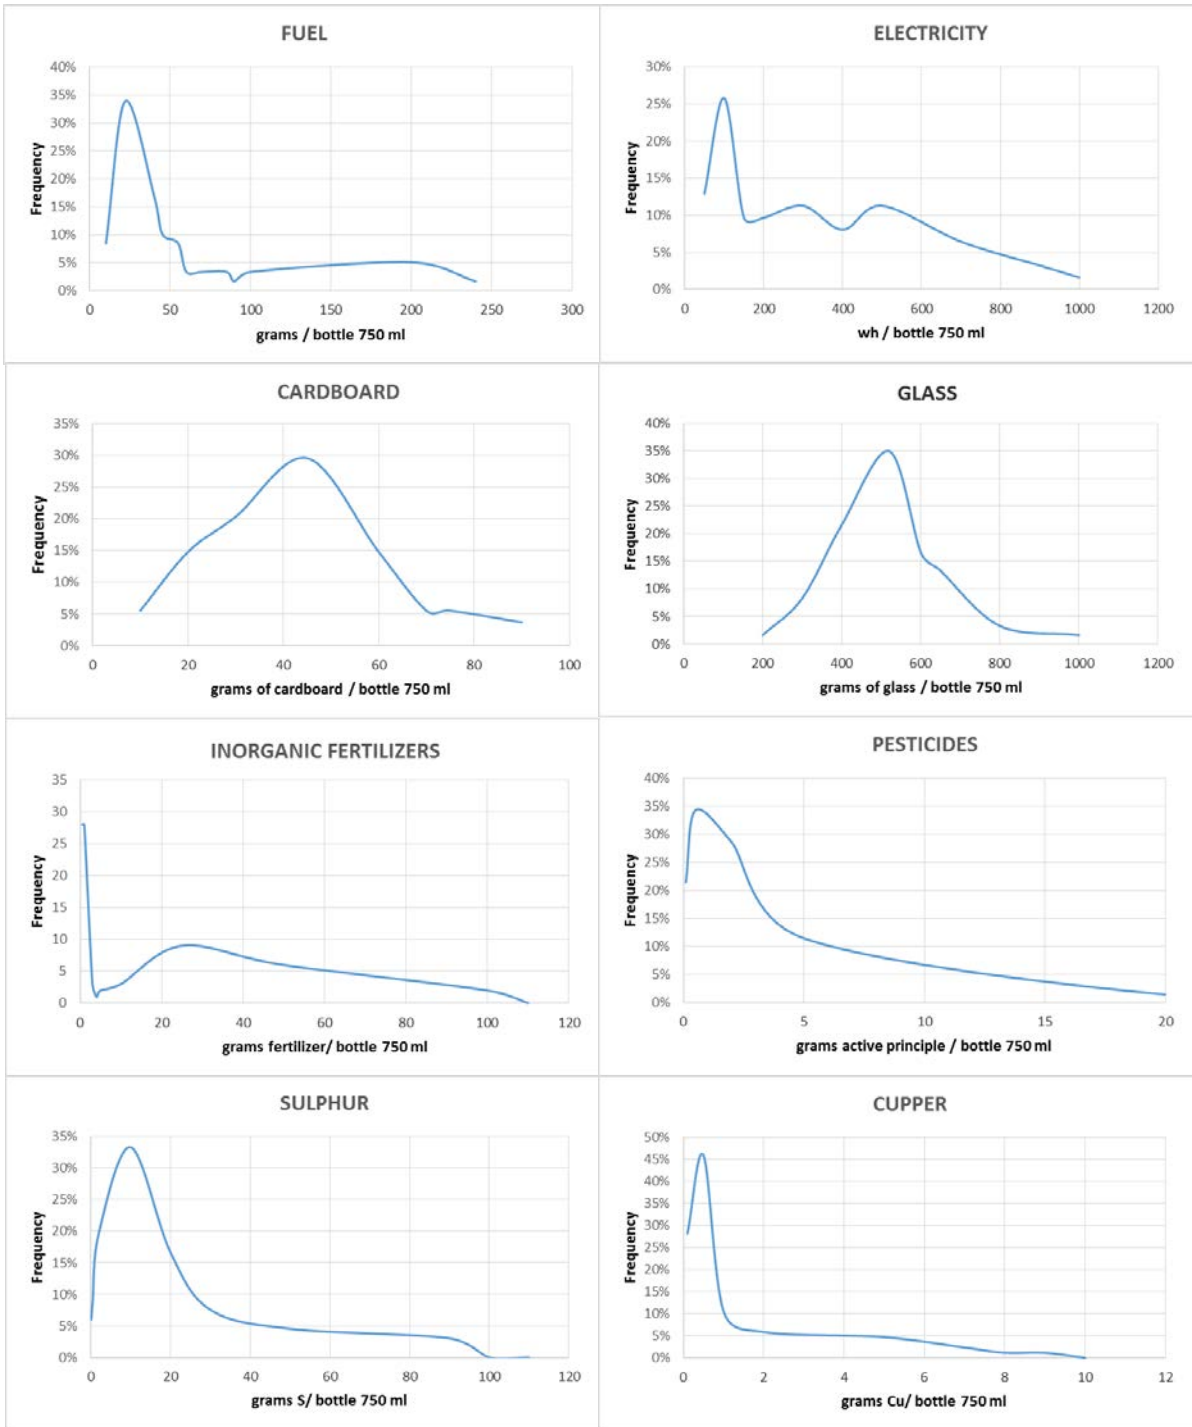 FUEL
40%
35%
30%
25%
20%
15%
10%
5%
0%
Frequency
0 50 100 150 200 250 300
grams / bottle 750 ml
ELECTRICITY
30%
25%
20%
15%
10%
5%
0%
Frequency
0 200 400 600 800 1000 1200
wh / bottle 750 ml
CARDBOARD
35%
30%
25%
20%
15%
10%
5%
0%
Frequency
0 20 40 60 80 100
grams of cardboard / bottle 750 ml
GLASS
40%
35%
30%
25%
20%
15%
10%
5%
0%
Frequency
0 200 400 600 800 1000 1200
grams of glass / bottle 750 ml
INORGANIC FERTILIZERS
35
30
25
20
15
10
5
0
Frequency
0 20 40 60 80 100 120
grams fertilizer/ bottle 750 ml
PESTICIDES
40%
35%
30%
25%
20%
15%
10%
5%
0%
Frequency
0 5 10 15 20
grams active principle / bottle 750 ml
SULPHUR
35%
30%
25%
20%
15%
10%
5%
0%
Frequency
0 20 40 60 80 100 120
grams S/ bottle 750 ml
CUPPER
50%
45%
40%
35%
30%
25%
20%
15%
10%
5%
0%
Frequency
0 2 4 6 8 10 12
grams Cu/ bottle 750 ml